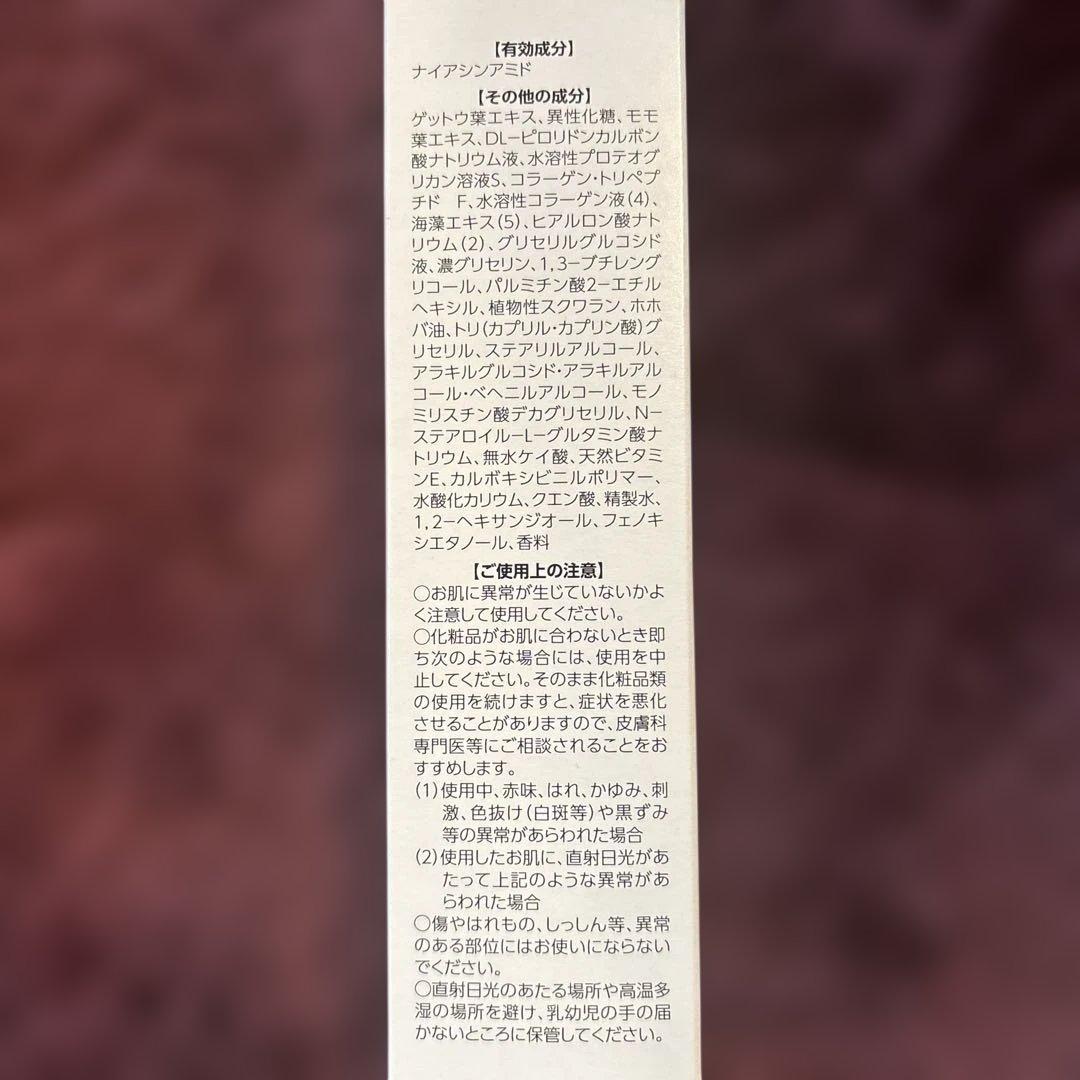 【有効成分】
ナイアシンアミド
【その他の成分】
ゲットウ葉エキス、異性化糖、モモ
葉エキス、DL−ピロリドンカルボン
酸ナトリウム液、水溶性プロテオグ
リカン溶液S、コラーゲン・トリペプ
チド　F、水溶性コラーゲン液(4)、
海藻エキス(5)、ヒアルロン酸ナト
リウム(2)、グリセリルグルコシド
液、濃グリセリン、1,3−ブチレング
リコール、パルミチン酸2−エチル
ヘキシル、植物性スクワラン、ホホ
バ油、トリ(カプリル・カプリン酸)グ
リセリル、ステアリルアルコール、
アラキルグルコシド・アラキルアル
コール・ベヘニルアルコール、モノ
ミリスチン酸デカグリセリル、N−
ステアロイル−L−グルタミン酸ナ
トリウム、無水ケイ酸、天然ビタミ
ンE、カルボキシビニルポリマー、
水酸化カリウム、クエン酸、精製水、
1,2−ヘキサンジオール、フェノキ
シエタノール、香料
【ご使用上の注意】
○お肌に異常が生じていないかよ
く注意して使用してください。
○化粧品がお肌に合わないとき即
ち次のような場合には、使用を中
止してください。そのまま化粧品類
の使用を続けますと、症状を悪化
させることがありますので、皮膚科
専門医等にご相談されることをお
すすめします。
(1)使用中、赤味、はれ、かゆみ、刺
激、色抜け(白斑等)や黒ずみ
等の異常があらわれた場合
(2)使用したお肌に、直射日光があ
たって上記のような異常があ
らわれた場合
○傷やはれもの、しっしん等、異常
のある部位にはお使いにならない
でください。
○直射日光のあたる場所や高温多
湿の場所を避け、乳幼児の手の届
かないところに保管してください。